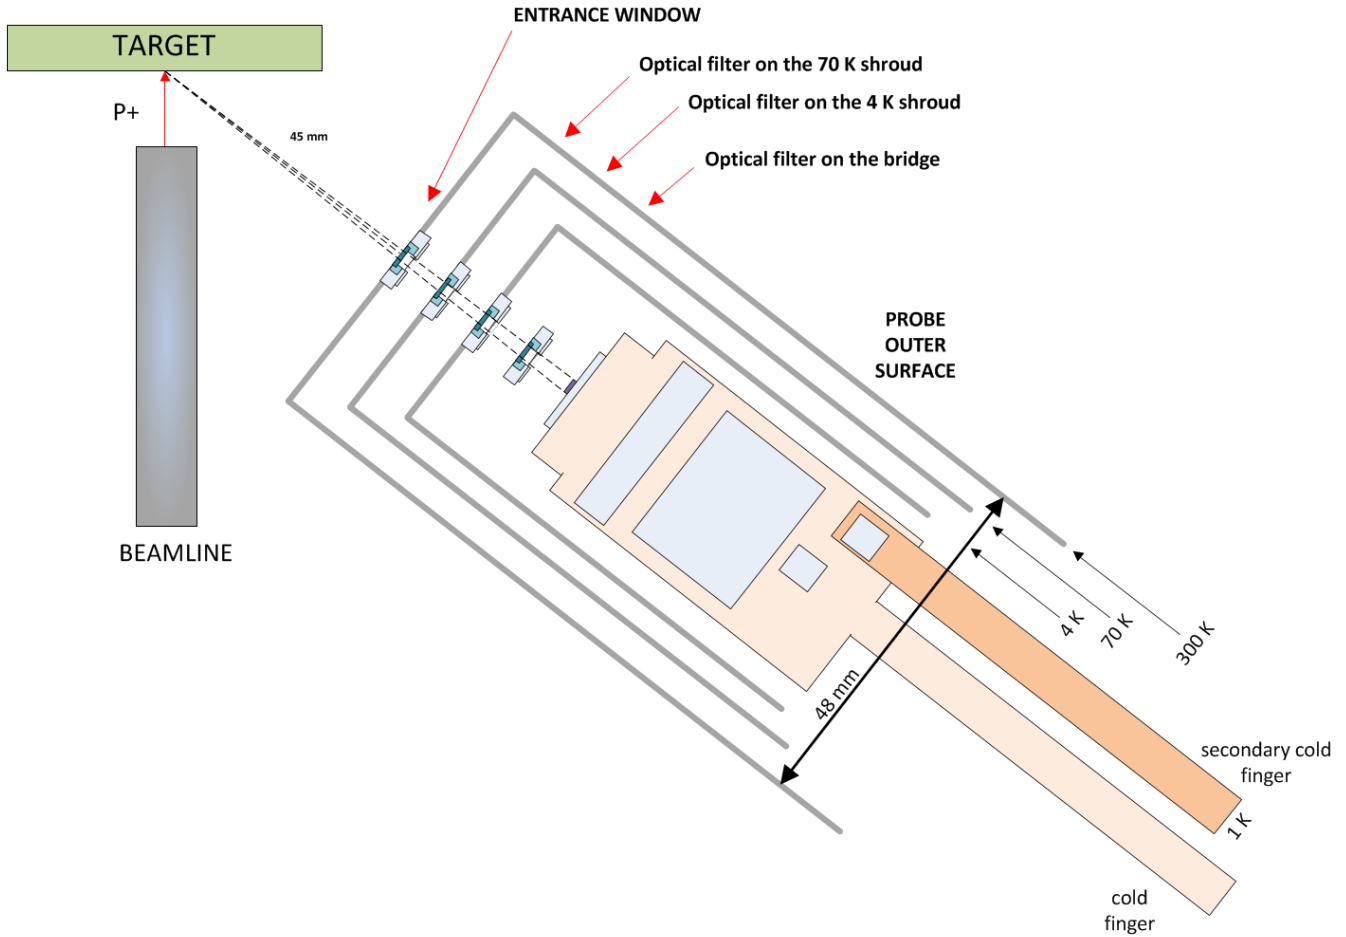 ENTRANCE WINDOW
TARGET
Optical filter on the 70 K shroud
Optical filter on the 4 K shroud
P+
45 mm
Optical filter on the bridge
PROBE
OUTER
SURFACE
BEAMLINE
4 K
70 K
300 K
48 mm
secondary cold
finger
1 K
cold
finger